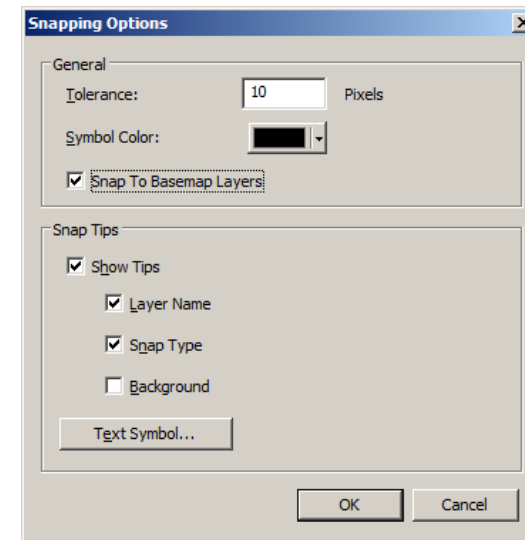 Snapping Options
General
Tolerance: 10 Pixels
Symbol Color:
Snap To Basemap Layers
Snap Tips
Show Tips
Layer Name
Snap Type
Background
Text Symbol...
OK Cancel